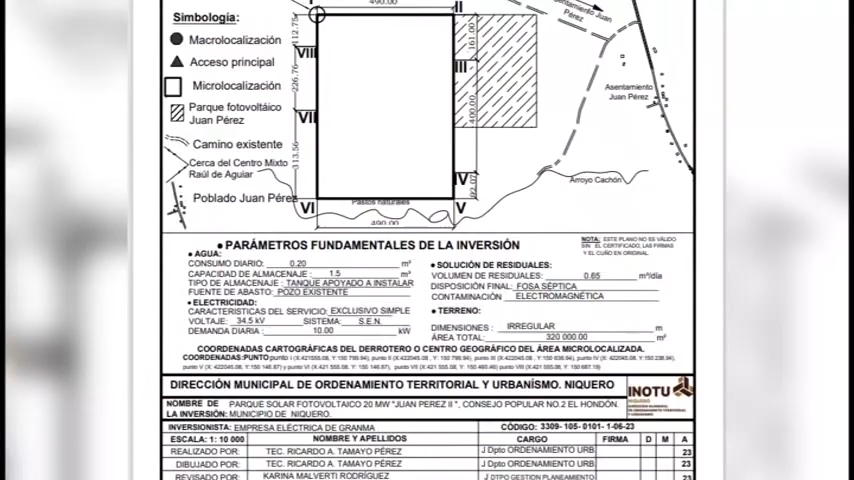 490.00
I
II
Simbología:
Macrolocalización
Acceso principal
Microlocalización
Parque fotovoltáico
Juan Pérez
Camino existente
Cerca del Centro Mixto
Raúl de Aguiar
Poblado Juan Pérez
112.75
VIII
226.76
VII
313.56
VI
161.00
III
400.00
IV
V
Asentamiento Juan
Pérez
Asentamiento
Juan Pérez
Arroyo Cachón
Pastos naturales
490.00
PARÁMETROS FUNDAMENTALES DE LA INVERSIÓN
NOTA: ESTE PLANO NO ES VÁLIDO
SIN EL CERTIFICADO, LAS FIRMAS
Y EL CUÑO EN ORIGINAL.
AGUA:
CONSUMO DIARIO: 0.20 m³
CAPACIDAD DE ALMACENAJE : 1.5 m³
TIPO DE ALMACENAJE : TANQUE APOYADO A INSTALAR
FUENTE DE ABASTO: POZO EXISTENTE
ELECTRICIDAD:
CARACTERÍSTICAS DEL SERVICIO: EXCLUSIVO SIMPLE
VOLTAJE: 34.5 kV SISTEMA: S.E.N.
DEMANDA DIARIA : 10.00 kW
SOLUCIÓN DE RESIDUALES:
VOLUMEN DE RESIDUALES: 0.65 m³/día
DISPOSICIÓN FINAL: FOSA SÉPTICA
CONTAMINACIÓN ELECTROMAGNÉTICA
TERRENO:
DIMENSIONES : IRREGULAR m
ÁREA TOTAL: 320 000.00 m²
COORDENADAS CARTOGRÁFICAS DEL DERROTERO O CENTRO GEOGRÁFICO DEL ÁREA MICROLOCALIZADA.
COORDENADAS:PUNTO
DIRECCIÓN MUNICIPAL DE ORDENAMIENTO TERRITORIAL Y URBANÍSMO. NIQUERO
INOTU
NOMBRE DE PARQUE SOLAR FOTOVOLTAICO 20 MW "JUAN PEREZ II ", CONSEJO POPULAR NO.2 EL HONDÓN.
LA INVERSIÓN: MUNICIPIO DE NIQUERO.
INVERSIONISTA: EMPRESA ELÉCTRICA DE GRANMA CÓDIGO: 3309- 105- 0101- 1-06-23
ESCALA: 1: 10 000 NOMBRE Y APELLIDOS CARGO FIRMA D M A
REALIZADO POR: TEC. RICARDO A. TAMAYO PÉREZ J Dpto ORDENAMIENTO URB. 23
DIBUJADO POR: TEC. RICARDO A. TAMAYO PÉREZ J Dpto ORDENAMIENTO URB. 23
REVISADO POR: KARINA MALVERTI RODRÍGUEZ J DTPO GESTION PLANEAMIENTO 23